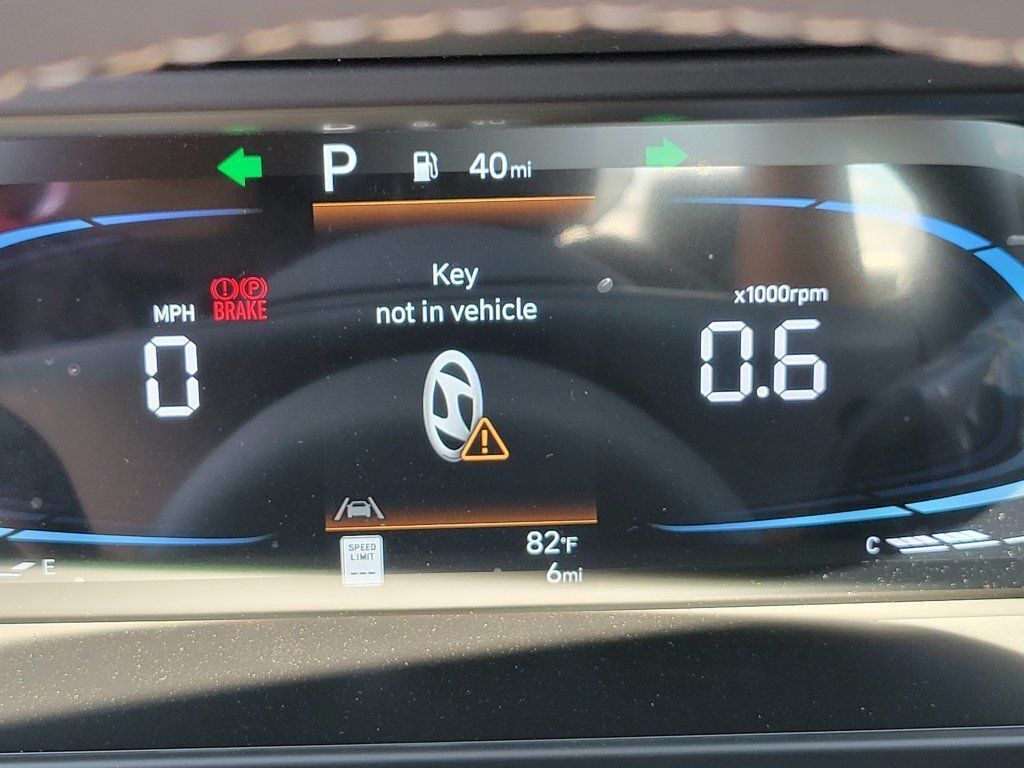 P 40mi
Key
not in vehicle
MPH
BRAKE
0
x1000rpm
0.6
SPEED
LIMIT
---
82°F
6mi
E
C